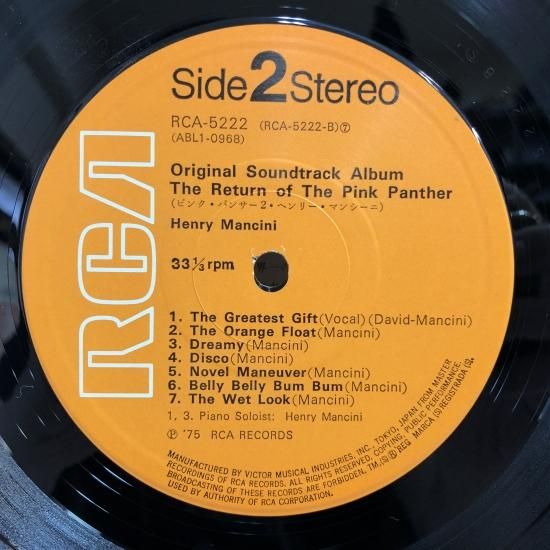 Side 2 Stereo
RCA-5222 (RCA-5222-B)⑦
(ABL1-0968)
Original Soundtrack Album
The Return of The Pink Panther
(ピンク・パンサー2・ヘンリー・マンシーニ)
Henry Mancini
33⅓ rpm
RCA
1. The Greatest Gift (Vocal) (David-Mancini)
2. The Orange Float (Mancini)
3. Dreamy (Mancini)
4. Disco (Mancini)
5. Novel Maneuver (Mancini)
6. Belly Belly Bum Bum (Mancini)
7. The Wet Look (Mancini)
1, 3. Piano Soloist: Henry Mancini
℗ '75 RCA RECORDS
MANUFACTURED BY VICTOR MUSICAL INDUSTRIES, INC., TOKYO, JAPAN FROM MASTER
RECORDINGS OF RCA RECORDS. ALL RIGHTS RESERVED, COPYING, PUBLIC PERFORMANCE,
BROADCASTING OF THESE RECORDS ARE FORBIDDEN. TM,(S) ® REG MARCA (S) REGISTRADA (S),
USED BY AUTHORITY OF RCA CORPORATION.